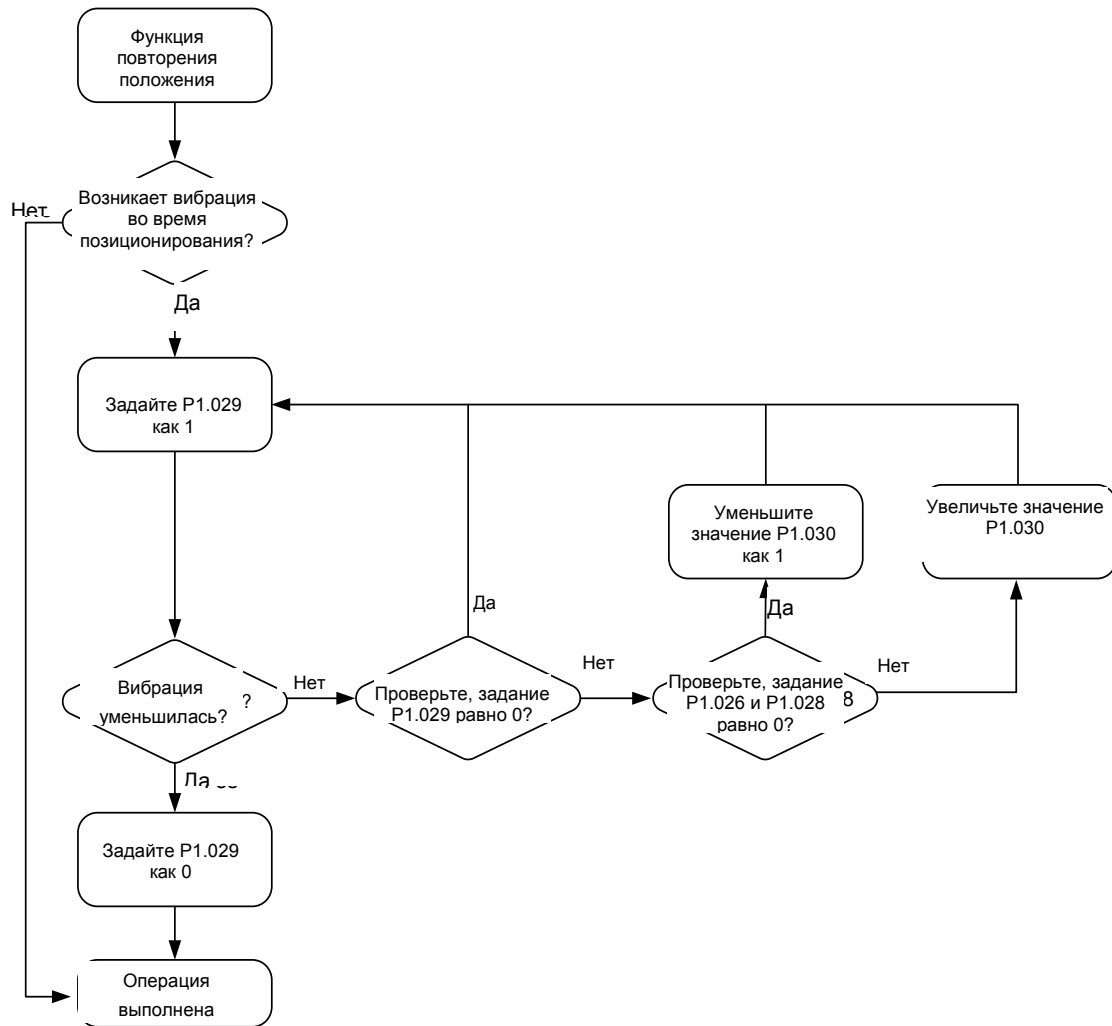 Функция
повторения
положения
Возникает вибрация
во время
позиционирования?
Нет
Да
Задайте P1.029
как 1
Уменьшите
значение P1.030
как 1
Увеличьте значение
P1.030
Да
Да
Вибрация
уменьшилась? ?
Нет
Проверьте, задание
P1.029 равно 0?
Нет
Проверьте, задание
P1.026 и P1.028 8
равно 0?
Нет
Да
Задайте P1.029
как 0
Операция
выполнена